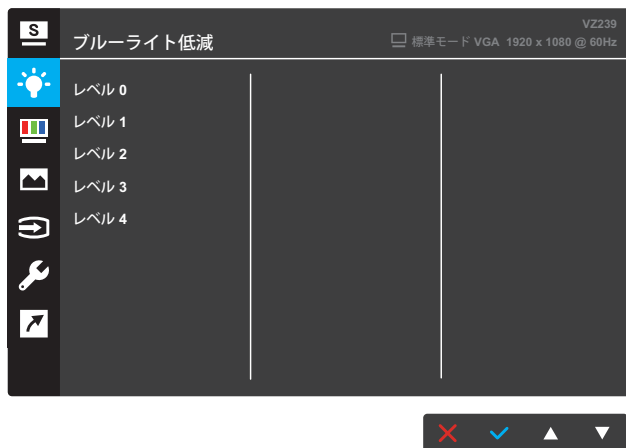 S
VZ239
ブルーライト低減
標準モード VGA 1920 x 1080 @ 60Hz
レベル 0
レベル 1
レベル 2
レベル 3
レベル 4